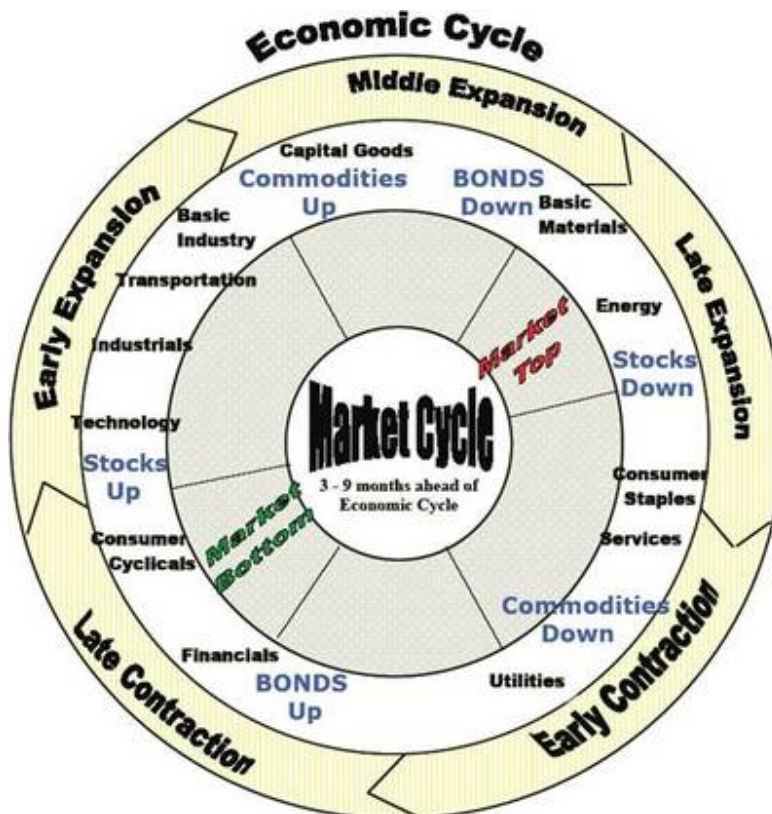 Economic Cycle
Middle Expansion
Capital Goods
Commodities
Up
BONDS
Down
Basic
Materials
Late Expansion
Energy
Stocks
Down
Consumer
Staples
Services
Commodities
Down
Early Contraction
Utilities
BONDS
Up
Financials
Late Contraction
Consumer
Cyclicals
Stocks
Up
Technology
Industrials
Transportation
Basic
Industry
Early Expansion
Market
Top
Market Cycle
3 - 9 months ahead of
Economic Cycle
Market
Bottom